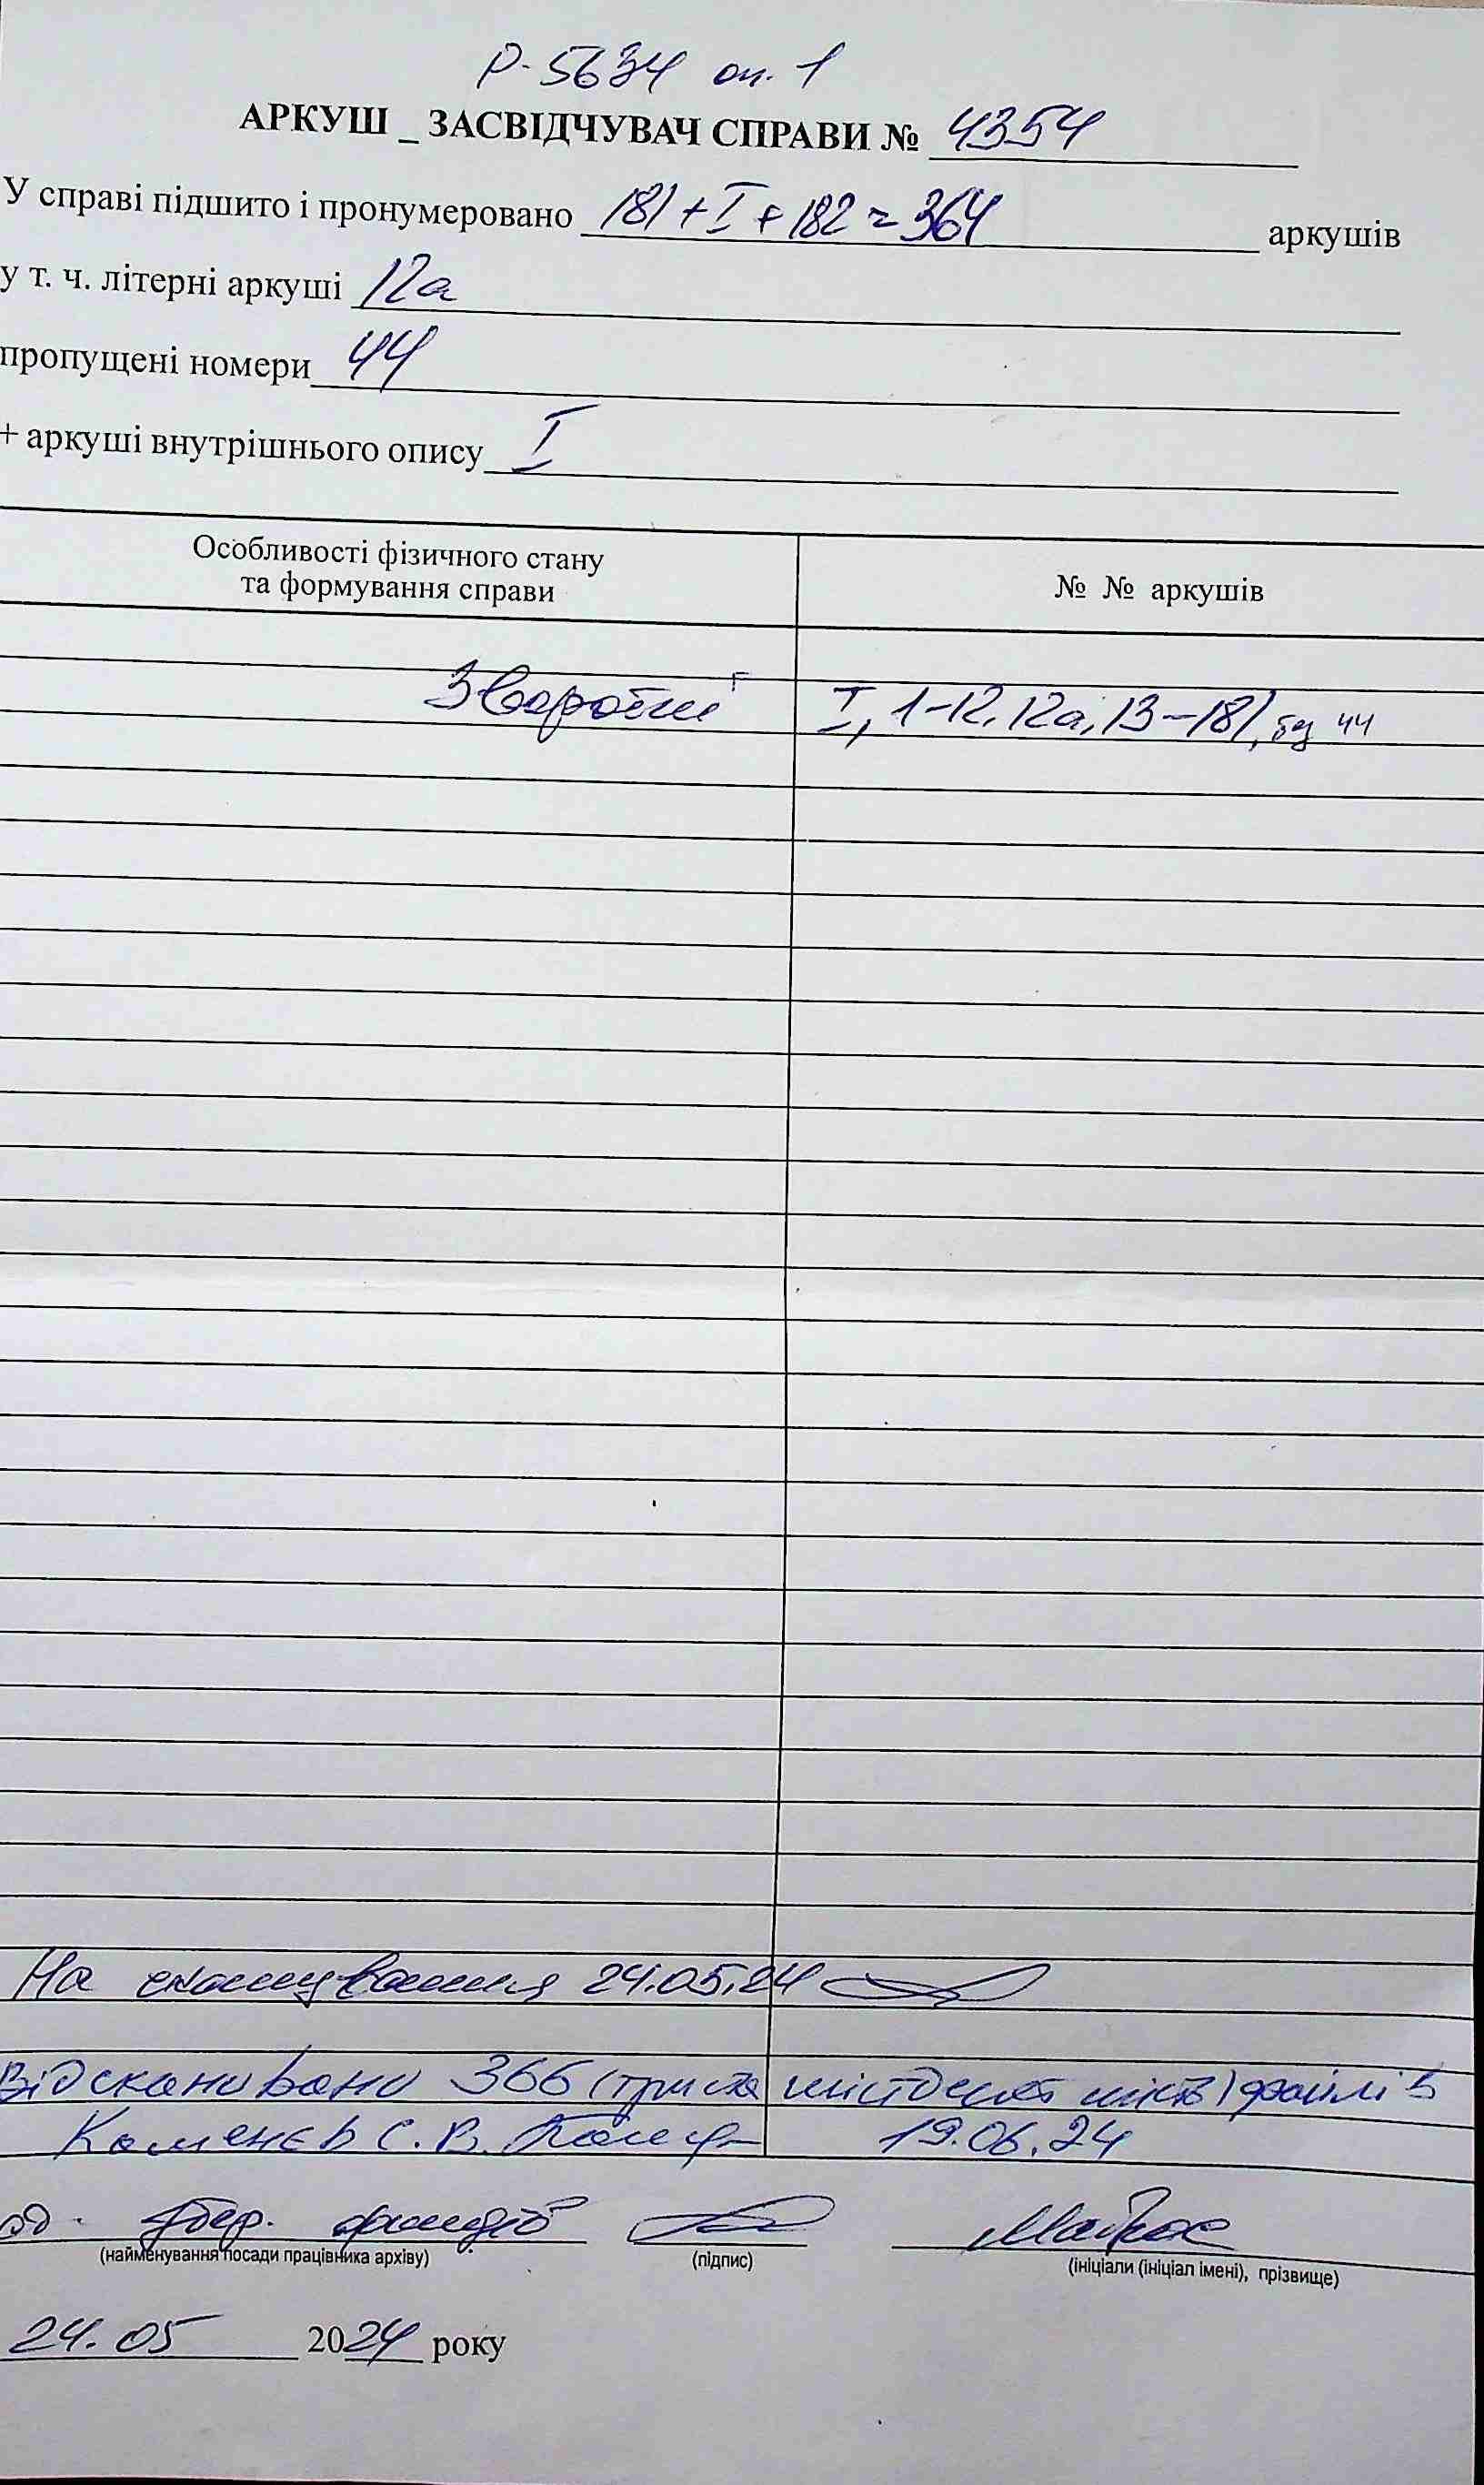 Р-5634 оп. 1
АРКУШ _ ЗАСВІДЧУВАЧ СПРАВИ № 4354
У справі підшито і пронумеровано 181 + I + 182 = 364 аркушів
у т. ч. літерні аркуші 12а
пропущені номери 44
+ аркуші внутрішнього опису I
Особливості фізичного стану
та формування справи
№ № аркушів
Зворотні I, 1-12, 12а, 13-181, 44
На сканування 24.05.24
Відскановано 366 (триста шістдесят шість) файлів
Каменєв С.В. 19.06.24
збер. фондів
(найменування посади працівника архіву) (підпис) (ініціали (ініціал імені), прізвище)
24.05 2024 року